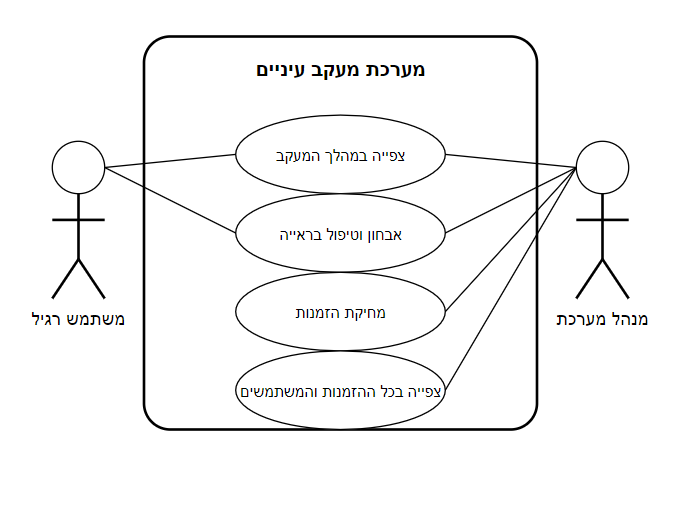 מערכת מעקב עיניים
צפייה במהלך המעקב
אבחון וטיפול בראייה
מחיקת הזמנות
צפייה בכל ההזמנות והמשתמשים
משתמש רגיל
מנהל מערכת